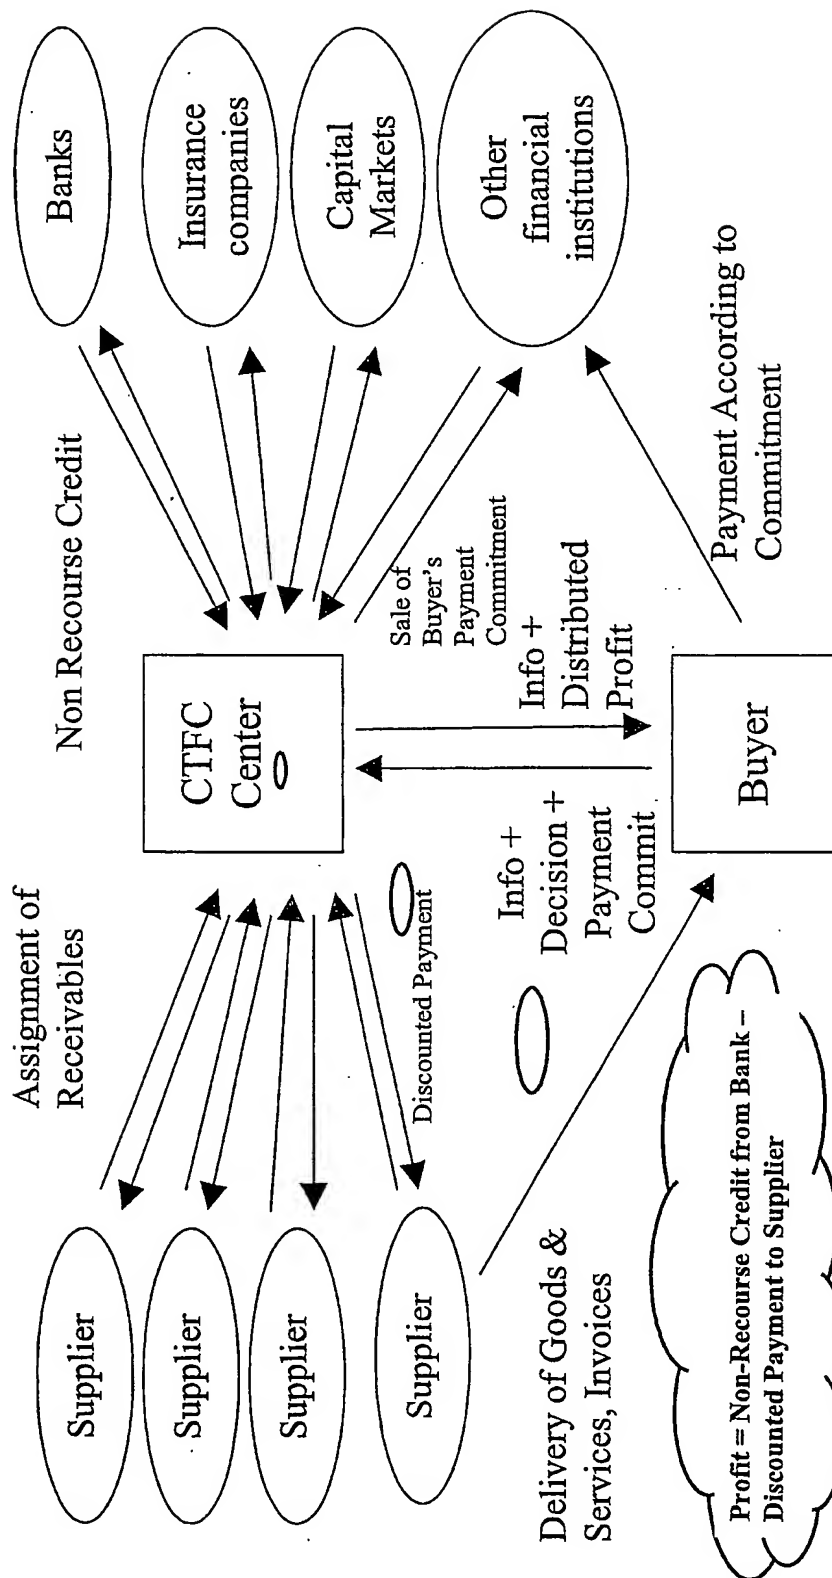 Assignment of
Receivables
Non Recourse Credit
Supplier
Supplier
Supplier
Supplier
CTFC
Center
Banks
Insurance
companies
Capital
Markets
Other
financial
institutions
Discounted Payment
Sale of
Buyer's
Payment
Commitment
Info +
Decision +
Payment
Commit
Info +
Distributed
Profit
Delivery of Goods &
Services, Invoices
Buyer
Payment According to
Commitment
Profit = Non-Recourse Credit from Bank –
Discounted Payment to Supplier